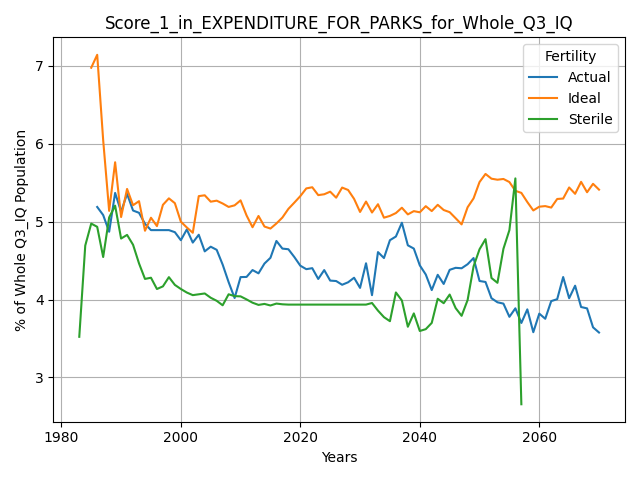 Score_1_in_EXPENDITURE_FOR_PARKS_for_Whole_Q3_IQ
Fertility
Actual
Ideal
Sterile
% of Whole Q3_IQ Population
7
6
5
4
3
1980
2000
2020
2040
2060
Years